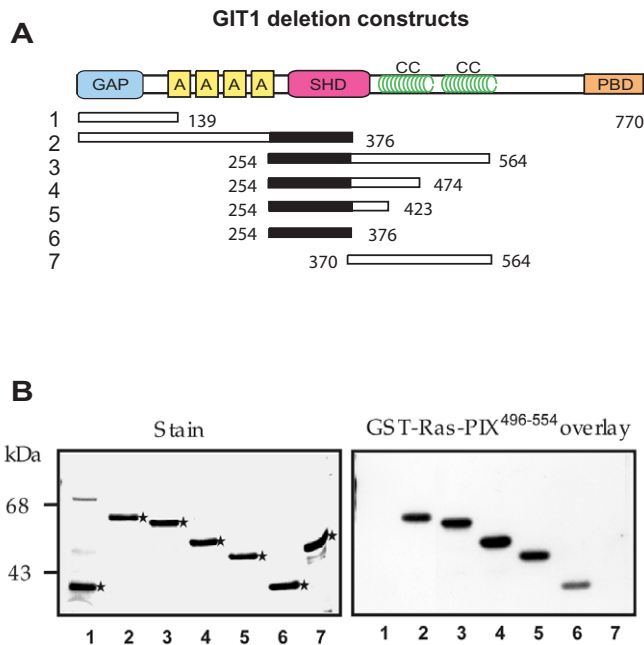 GIT1 deletion constructs
A
CC CC
GAP A A A A SHD PBD
1 139 770
2 376
3 254 564
4 254 474
5 254 423
6 254 376
7 370 564
B
Stain GST-Ras-PIX496-554 overlay
kDa
68
43
1 2 3 4 5 6 7 1 2 3 4 5 6 7